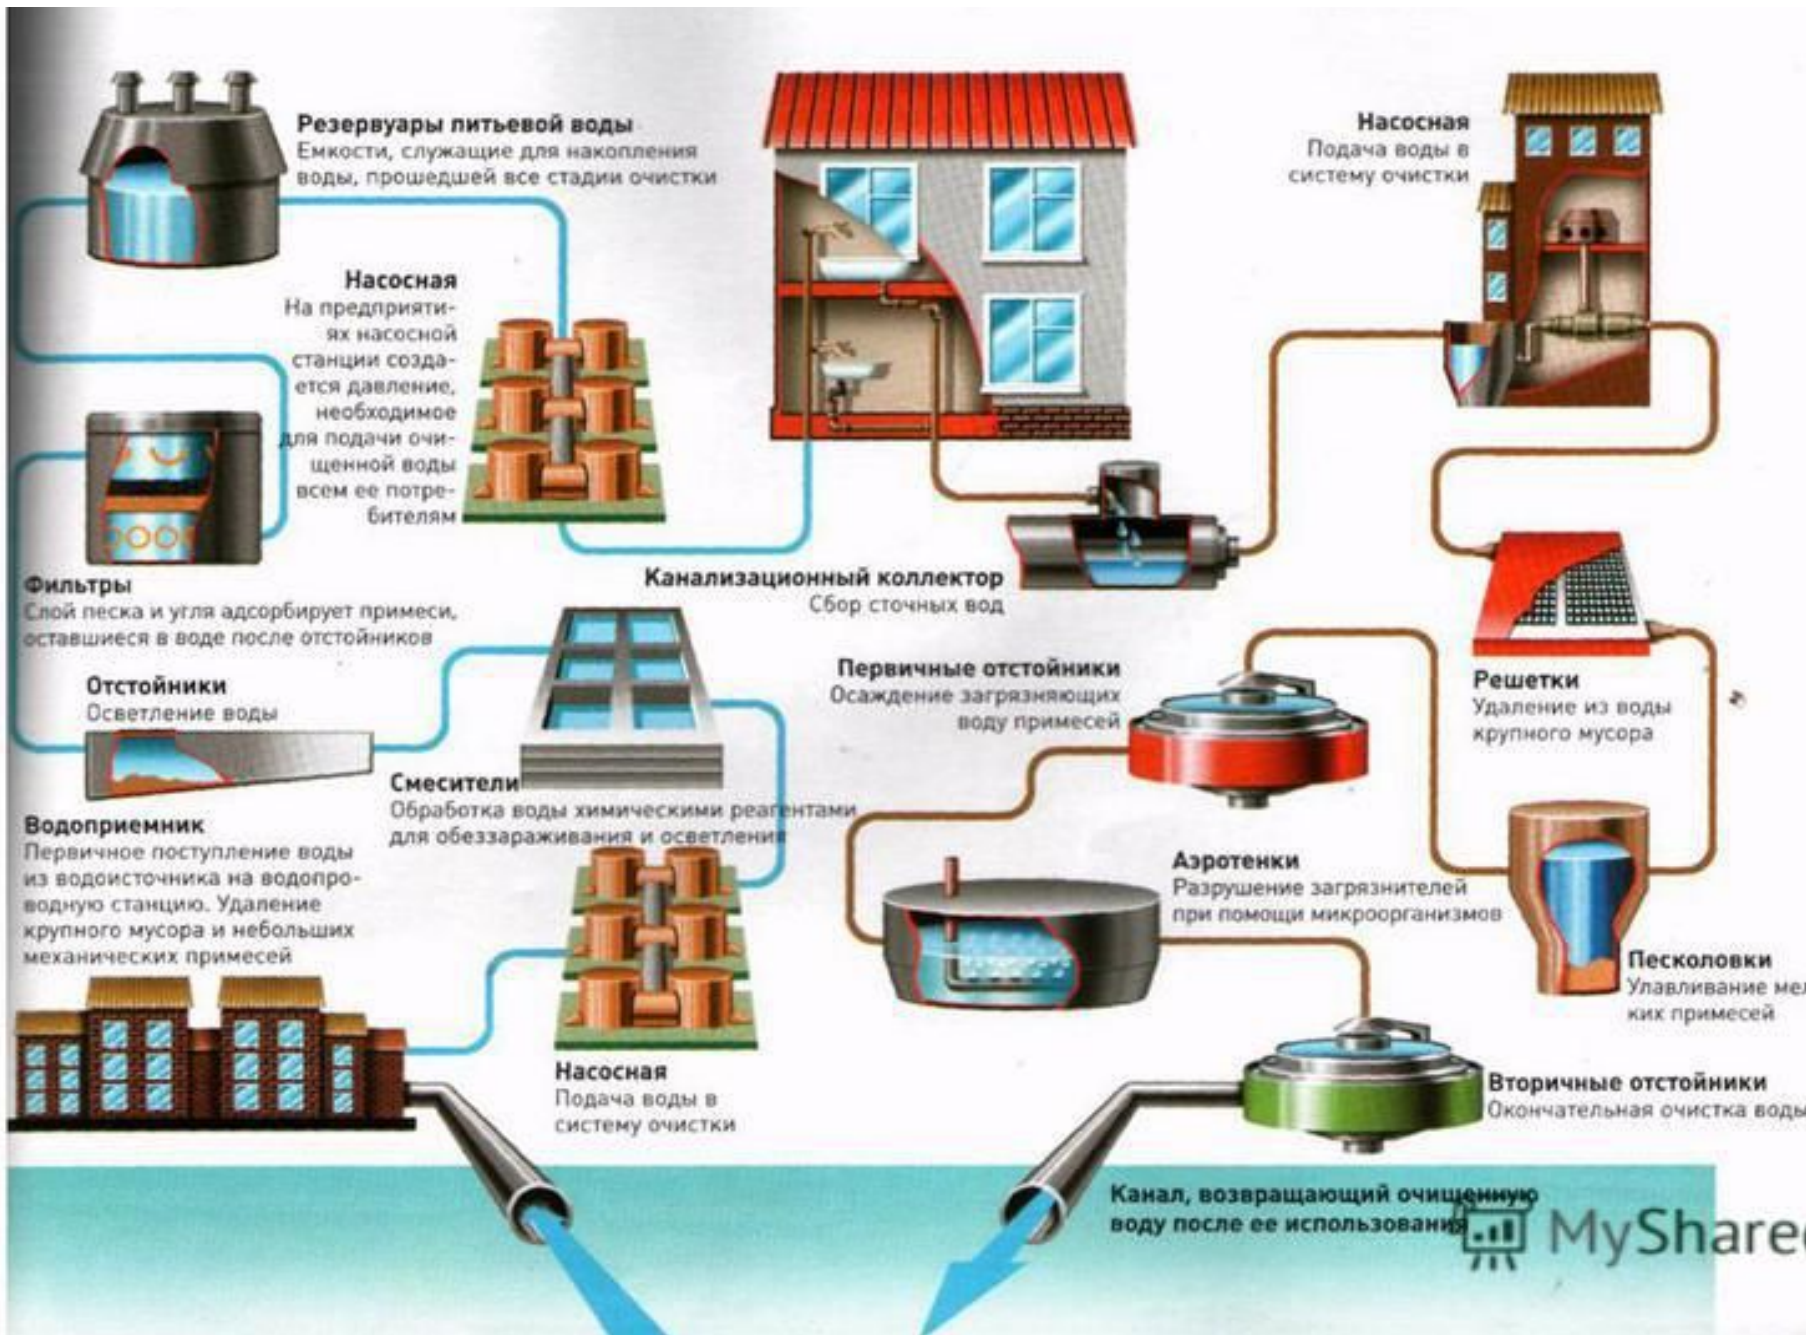 Резервуары питьевой воды
Емкости, служащие для накопления
воды, прошедшей все стадии очистки
Насосная
На предприяти-
ях насосной
станции созда-
ется давление,
необходимое
для подачи очи-
щенной воды
всем ее потре-
бителям
Насосная
Подача воды в
систему очистки
Фильтры
Слой песка и угля адсорбирует примеси,
оставшиеся в воде после отстойников
Канализационный коллектор
Сбор сточных вод
Отстойники
Осветление воды
Первичные отстойники
Осаждение загрязняющих
воду примесей
Решетки
Удаление из воды
крупного мусора
Смесители
Обработка воды химическими реагентами
для обеззараживания и осветления
Водоприемник
Первичное поступление воды
из водоисточника на водопро-
водную станцию. Удаление
крупного мусора и небольших
механических примесей
Аэротенки
Разрушение загрязнителей
при помощи микроорганизмов
Песколовки
Улавливание мел
ких примесей
Насосная
Подача воды в
систему очистки
Вторичные отстойники
Окончательная очистка воды
Канал, возвращающий очищенную
воду после ее использования
MyShared